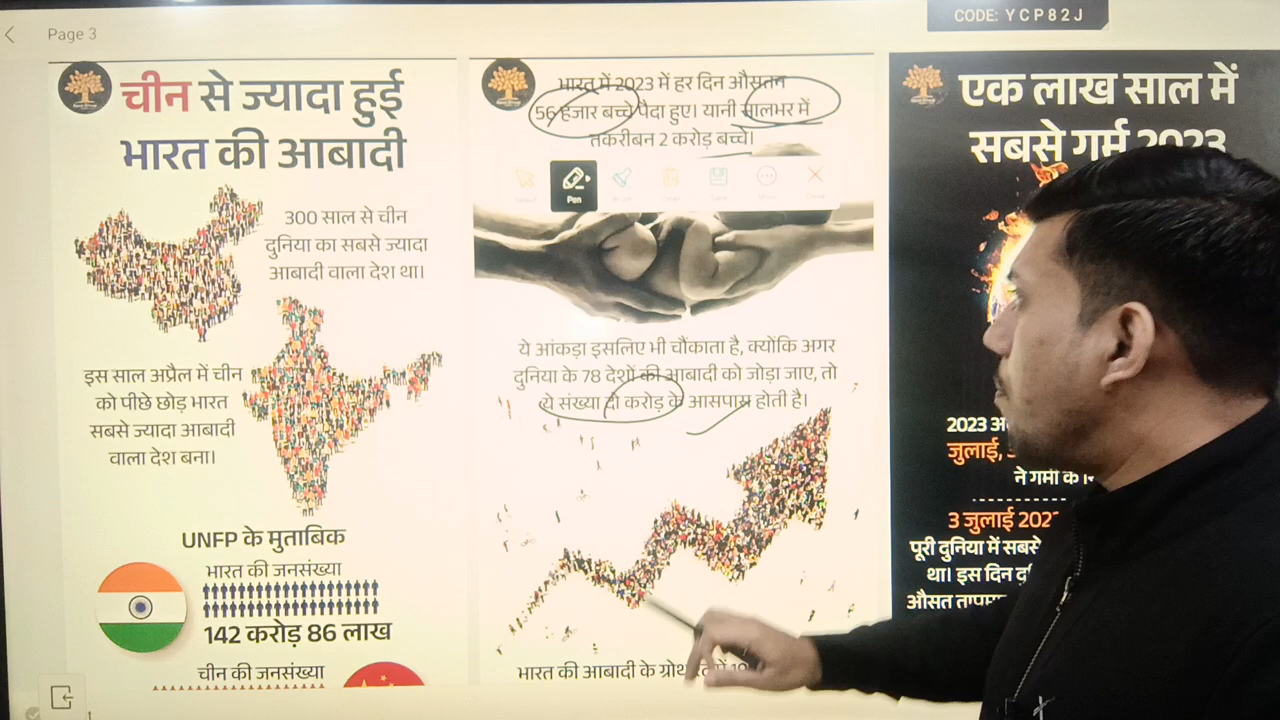 CODE: YCP82J
Page 3
चीन से ज्यादा हुई
भारत की आबादी
300 साल से चीन
दुनिया का सबसे ज्यादा
आबादी वाला देश था।
इस साल अप्रैल में चीन
को पीछे छोड़ भारत
सबसे ज्यादा आबादी
वाला देश बना।
UNFP के मुताबिक
भारत की जनसंख्या
142 करोड़ 86 लाख
चीन की जनसंख्या
भारत में 2023 में हर दिन औसतन
56 हजार बच्चे पैदा हुए। यानी सालभर में
तकरीबन 2 करोड़ बच्चे।
Pen
ये आंकड़ा इसलिए भी चौंकाता है, क्योंकि अगर
दुनिया के 78 देशों की आबादी को जोड़ा जाए, तो
ये संख्या दो करोड़ के आसपास होती है।
भारत की आबादी के ग्रोथ
एक लाख साल में
सबसे गर्म 2023
2023
जुलाई,
ने गर्मी के
3 जुलाई
पूरी दुनिया में सबसे
था। इस दिन
औसत